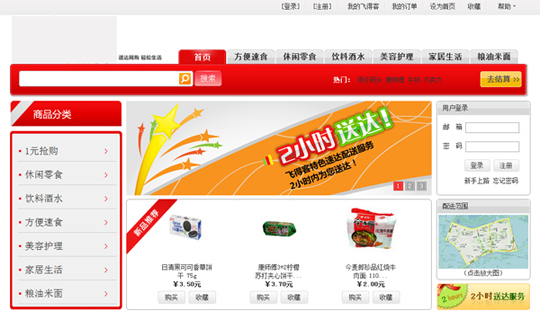 [登录] [注册] 我的飞得客 我的订单 设为首页 收藏 帮助
速达网购 轻松生活
首页 方便速食 休闲零食 饮料酒水 美容护理 家居生活 粮油米面
搜索
热门：
去结算 >>
商品分类
1元抢购
休闲零食
饮料酒水
方便速食
美容护理
家居生活
粮油米面
2小时送达！
飞得客特色速达配送服务
2小时内为您送达！
1 2 3
新品推荐
日清黑可可香草饼
干 75g
￥3.50元
购买 收藏
康师傅3+2柠檬
苏打夹心饼干...
￥3.70元
购买 收藏
今麦郎珍品红烧牛
肉面 110...
￥2.00元
购买 收藏
用户登录
邮 箱
密 码
登录 注册
新手上路 忘记密码
配送范围
(点击放大图)
2 hours 2小时送达服务